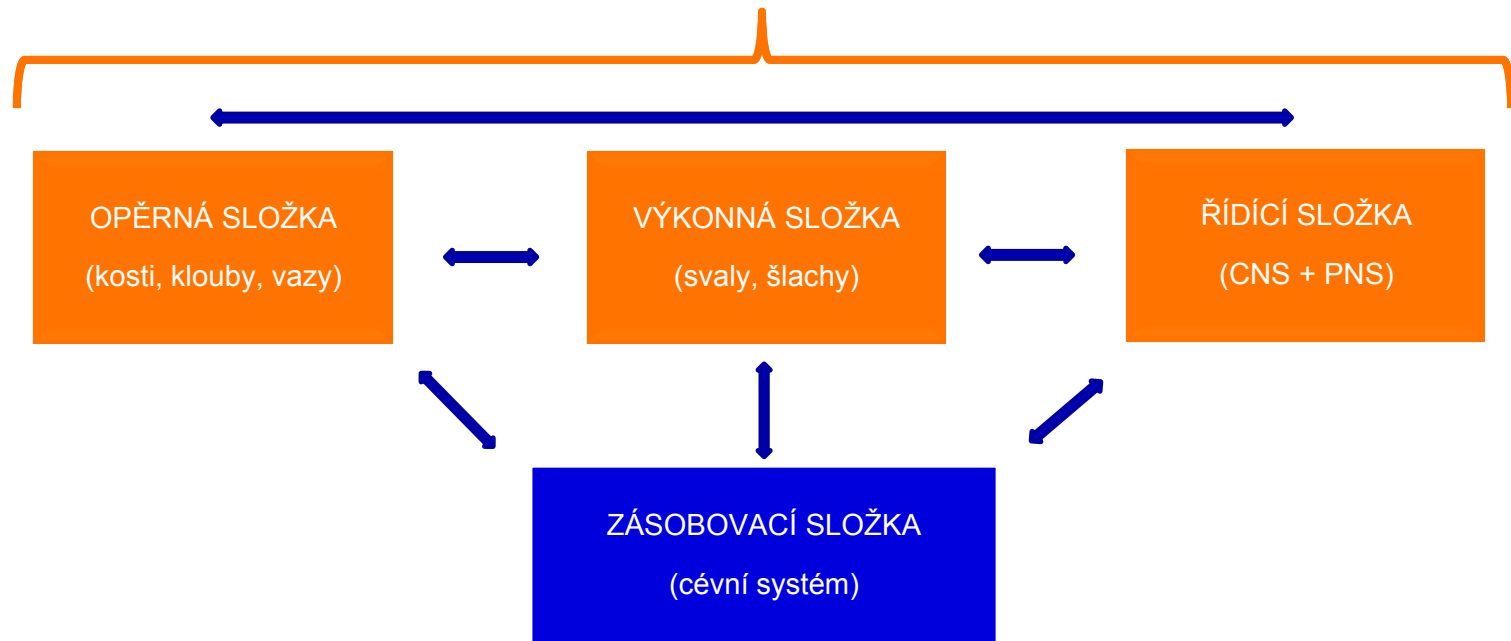 OPĚRNÁ SLOŽKA
(kosti, klouby, vazy)
VÝKONNÁ SLOŽKA
(svaly, šlachy)
ŘÍDÍCÍ SLOŽKA
(CNS + PNS)
ZÁSOBOVACÍ SLOŽKA
(cévní systém)